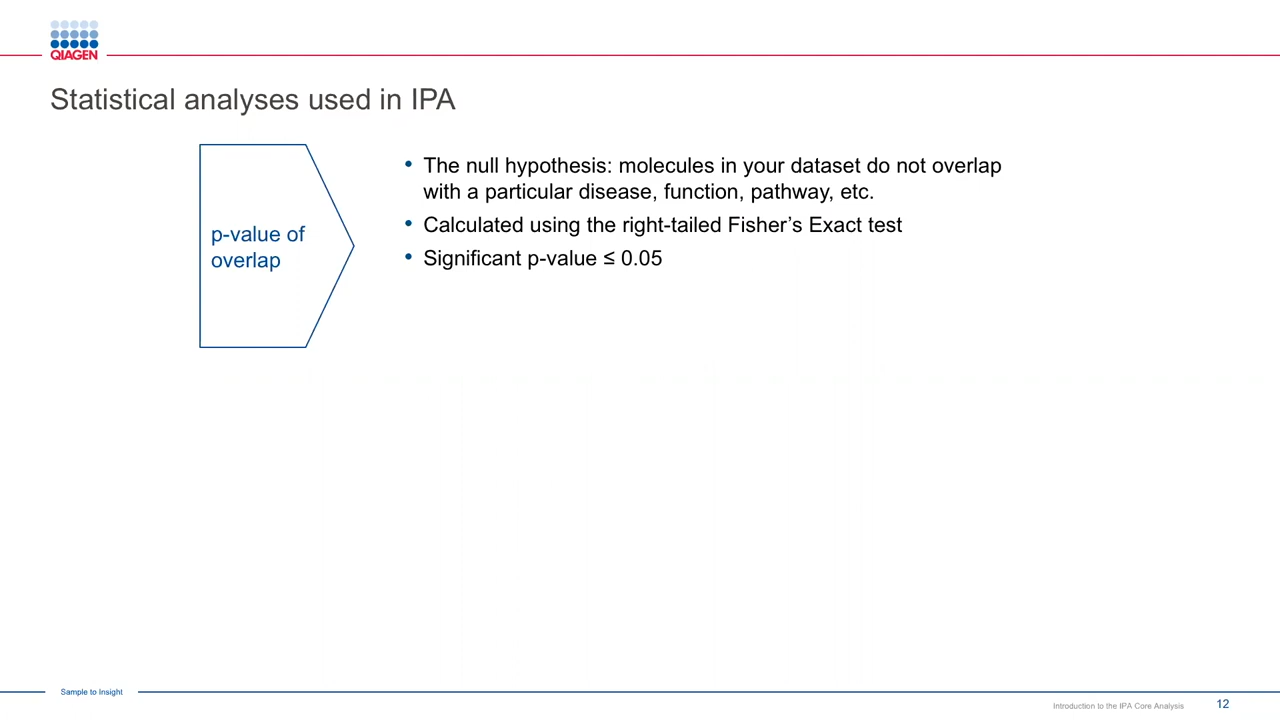 QIAGEN
Statistical analyses used in IPA
p-value of
overlap
• The null hypothesis: molecules in your dataset do not overlap
with a particular disease, function, pathway, etc.
• Calculated using the right-tailed Fisher’s Exact test
• Significant p-value ≤ 0.05
Sample to Insight
Introduction to the IPA Core Analysis
12